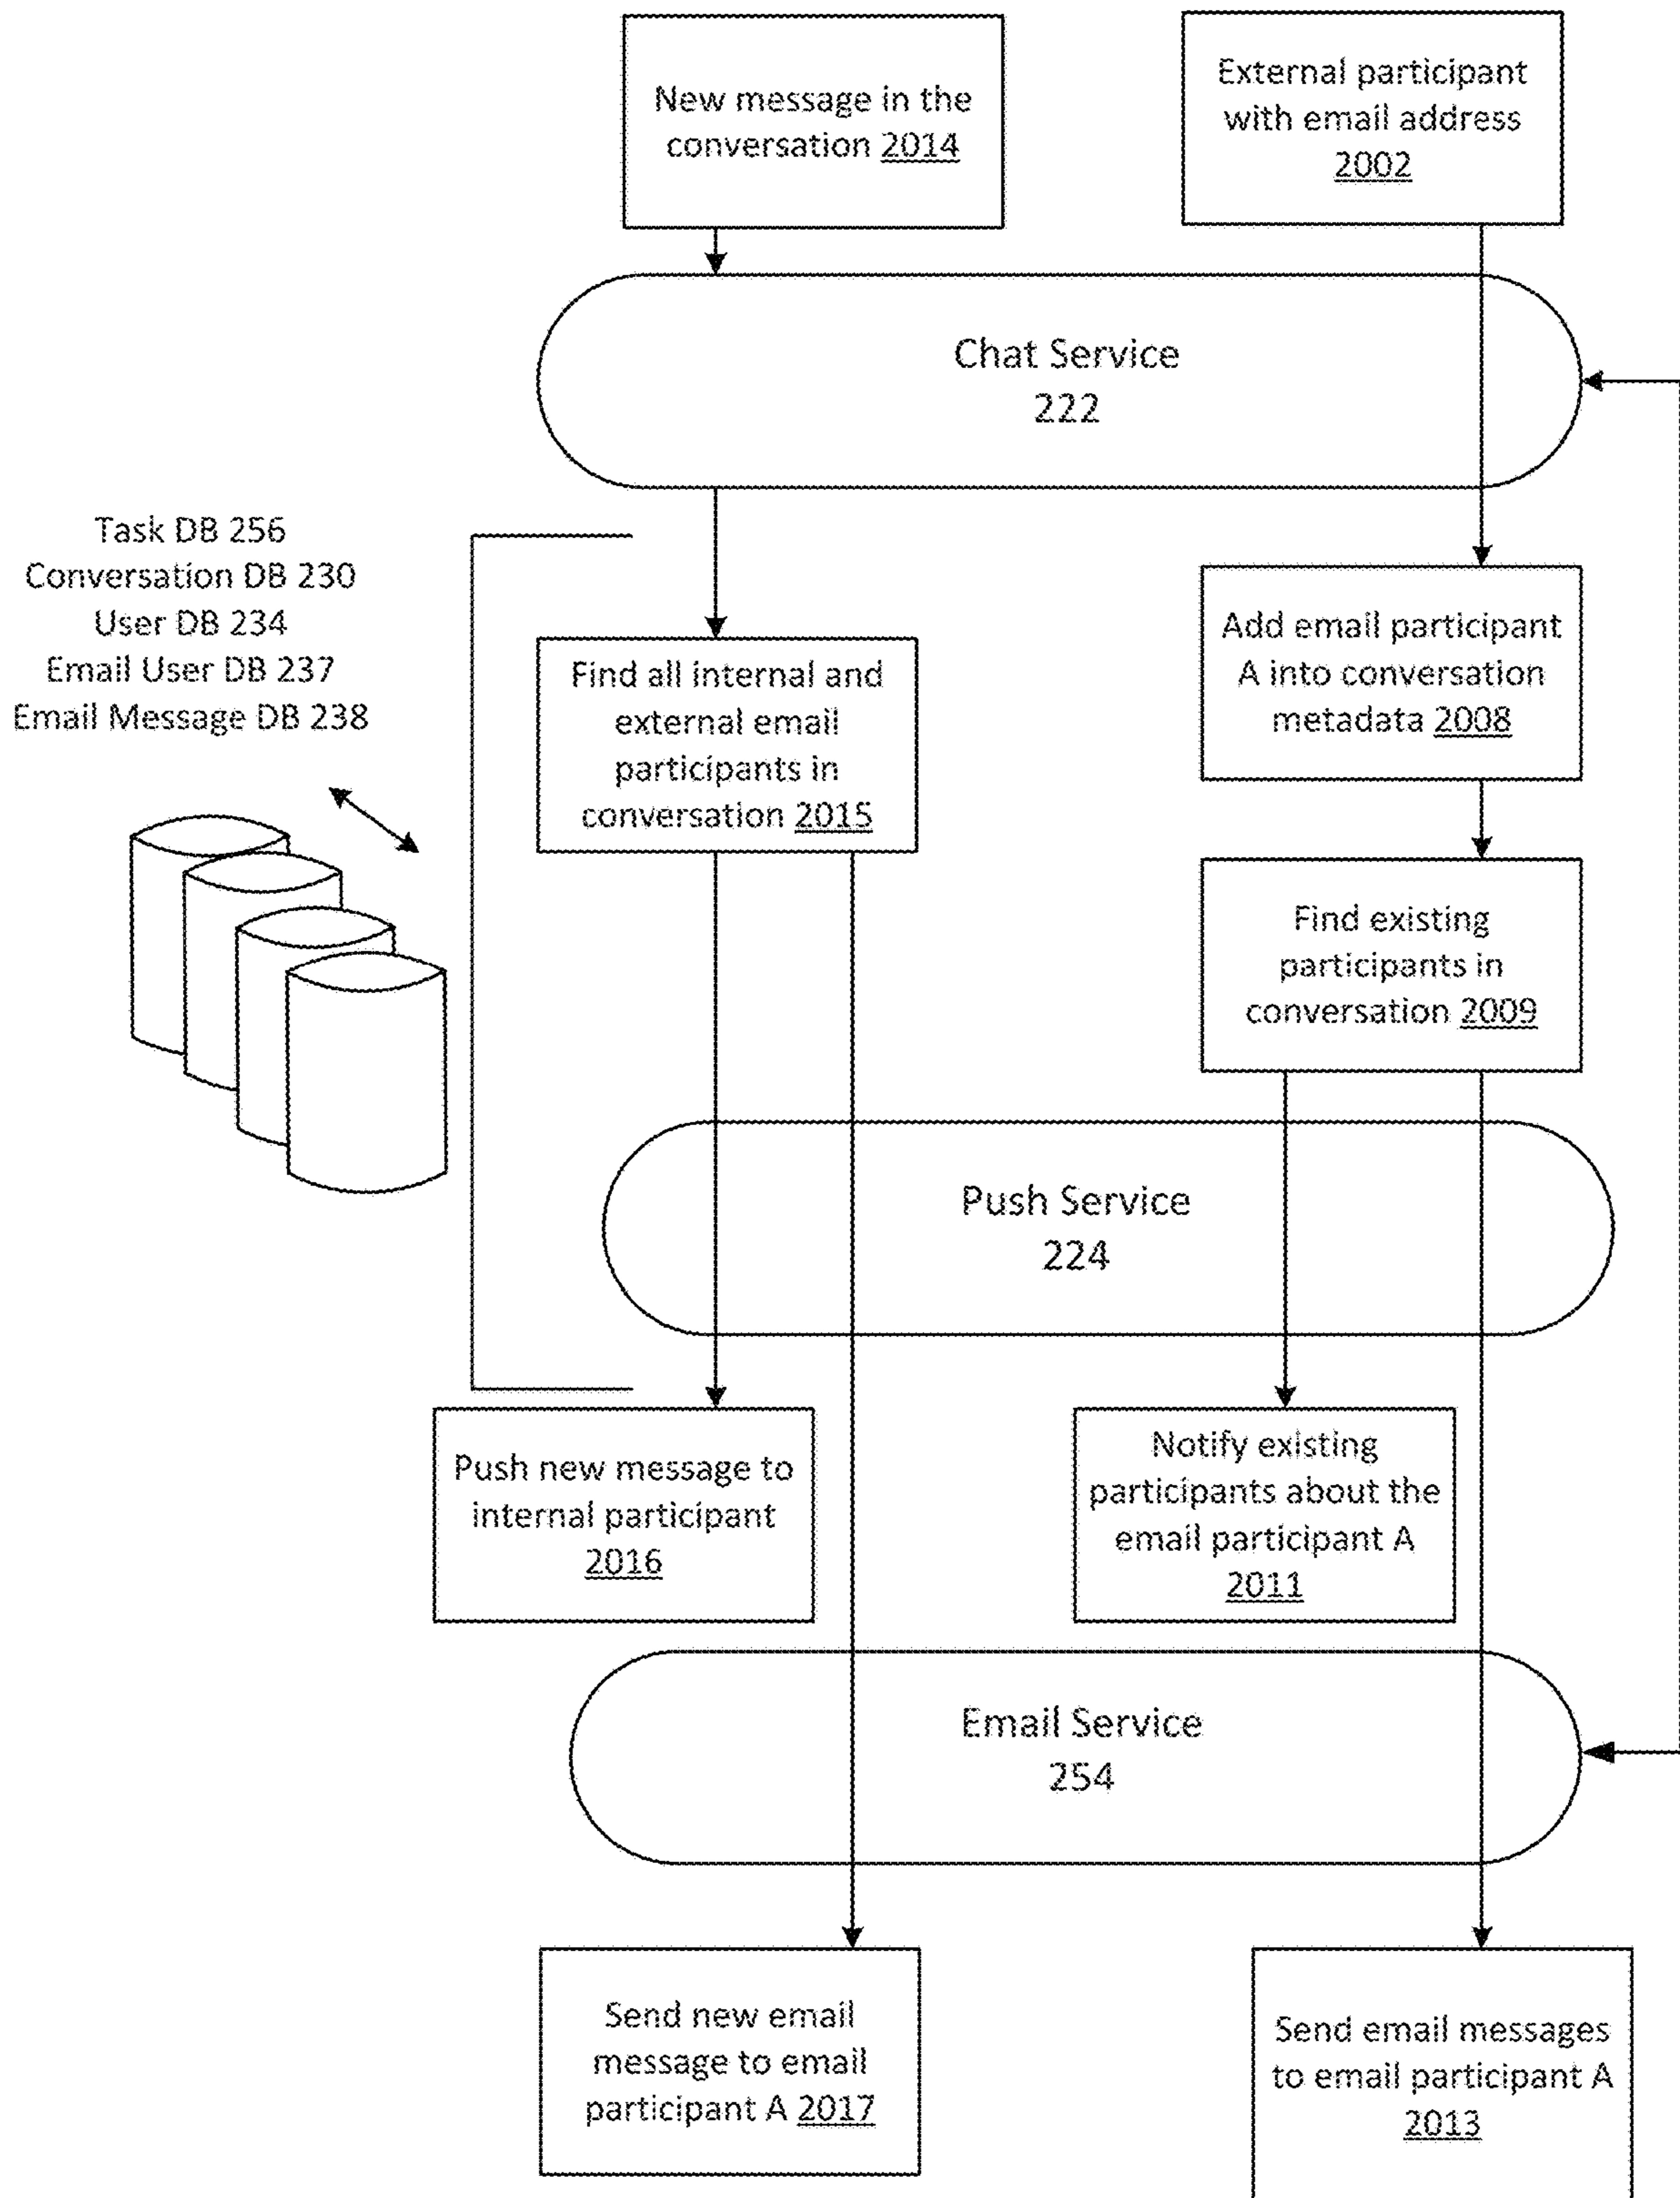 New message in the
conversation 2014
External participant
with email address
2002
Chat Service
222
Task DB 256
Conversation DB 230
User DB 234
Email User DB 237
Email Message DB 238
Find all internal and
external email
participants in
conversation 2015
Add email participant
A into conversation
metadata 2008
Find existing
participants in
conversation 2009
Push Service
224
Push new message to
internal participant
2016
Notify existing
participants about the
email participant A
2011
Email Service
254
Send new email
message to email
participant A 2017
Send email messages
to email participant A
2013